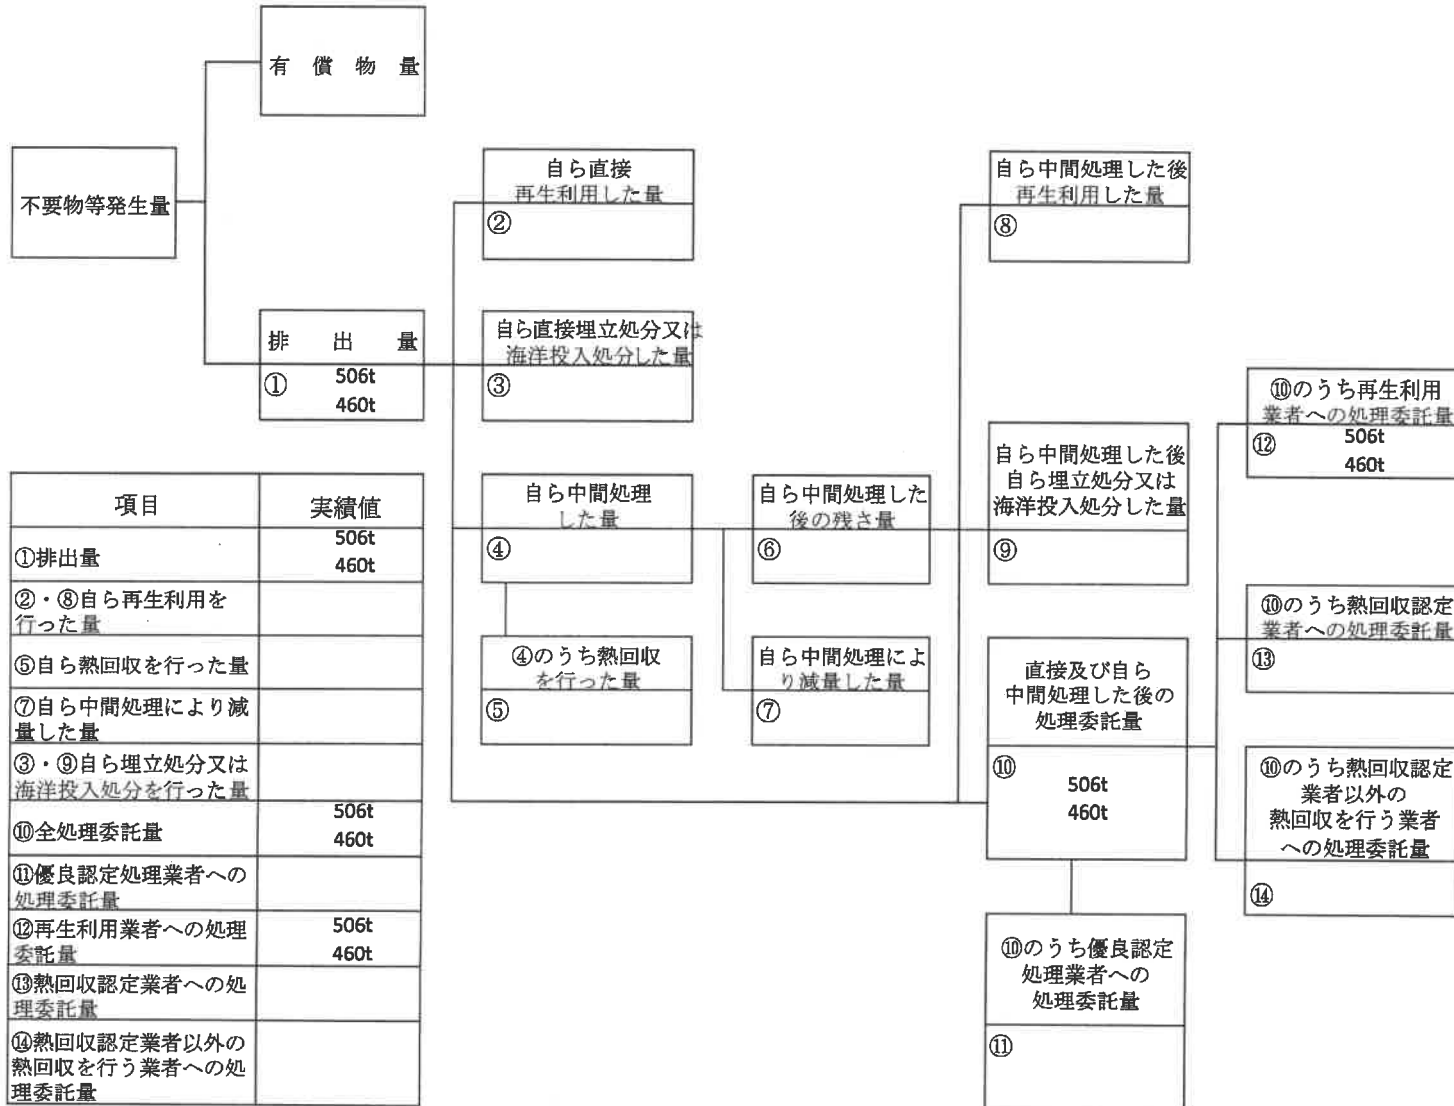 有償物量
不要物等発生量
排出量
①
506t
460t
自ら直接
再生利用した量
②
自ら直接埋立処分又は
海洋投入処分した量
③
自ら中間処理
した量
④
④のうち熱回収
を行った量
⑤
自ら中間処理した
後の残さ量
⑥
自ら中間処理によ
り減量した量
⑦
自ら中間処理した後
再生利用した量
⑧
自ら中間処理した後
自ら埋立処分又は
海洋投入処分した量
⑨
直接及び自ら
中間処理した後の
処理委託量
⑩
506t
460t
⑩のうち優良認定
処理業者への
処理委託量
⑪
⑩のうち再生利用
業者への処理委託量
⑫
506t
460t
⑩のうち熱回収認定
業者への処理委託量
⑬
⑩のうち熱回収認定
業者以外の
熱回収を行う業者
への処理委託量
⑭
項目 実績値
①排出量
506t
460t
②・⑧自ら再生利用を
行った量
⑤自ら熱回収を行った量
⑦自ら中間処理により減
量した量
③・⑨自ら埋立処分又は
海洋投入処分を行った量
⑩全処理委託量
506t
460t
⑪優良認定処理業者への
処理委託量
⑫再生利用業者への処理
委託量
506t
460t
⑬熱回収認定業者への処
理委託量
⑭熱回収認定業者以外の
熱回収を行う業者への処
理委託量